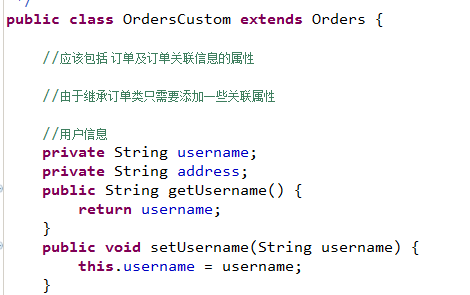 */
public class OrdersCustom extends Orders {
//应该包括 订单及订单关联信息的属性
//由于继承订单类只需要添加一些关联属性
//用户信息
private String username;
private String address;
public String getUsername() {
return username;
}
public void setUsername(String username) {
this.username = username;
}